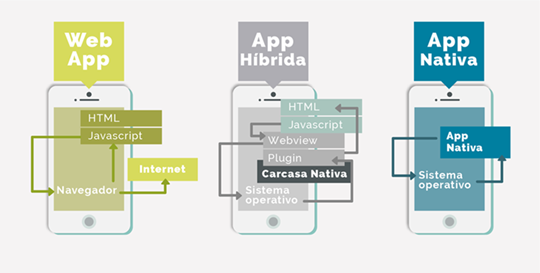 Web
App
HTML
Javascript
Internet
Navegador
App
Híbrida
HTML
Javascript
Webview
Plugin
Carcasa Nativa
Sistema
operativo
App
Nativa
App
Nativa
Sistema
operativo